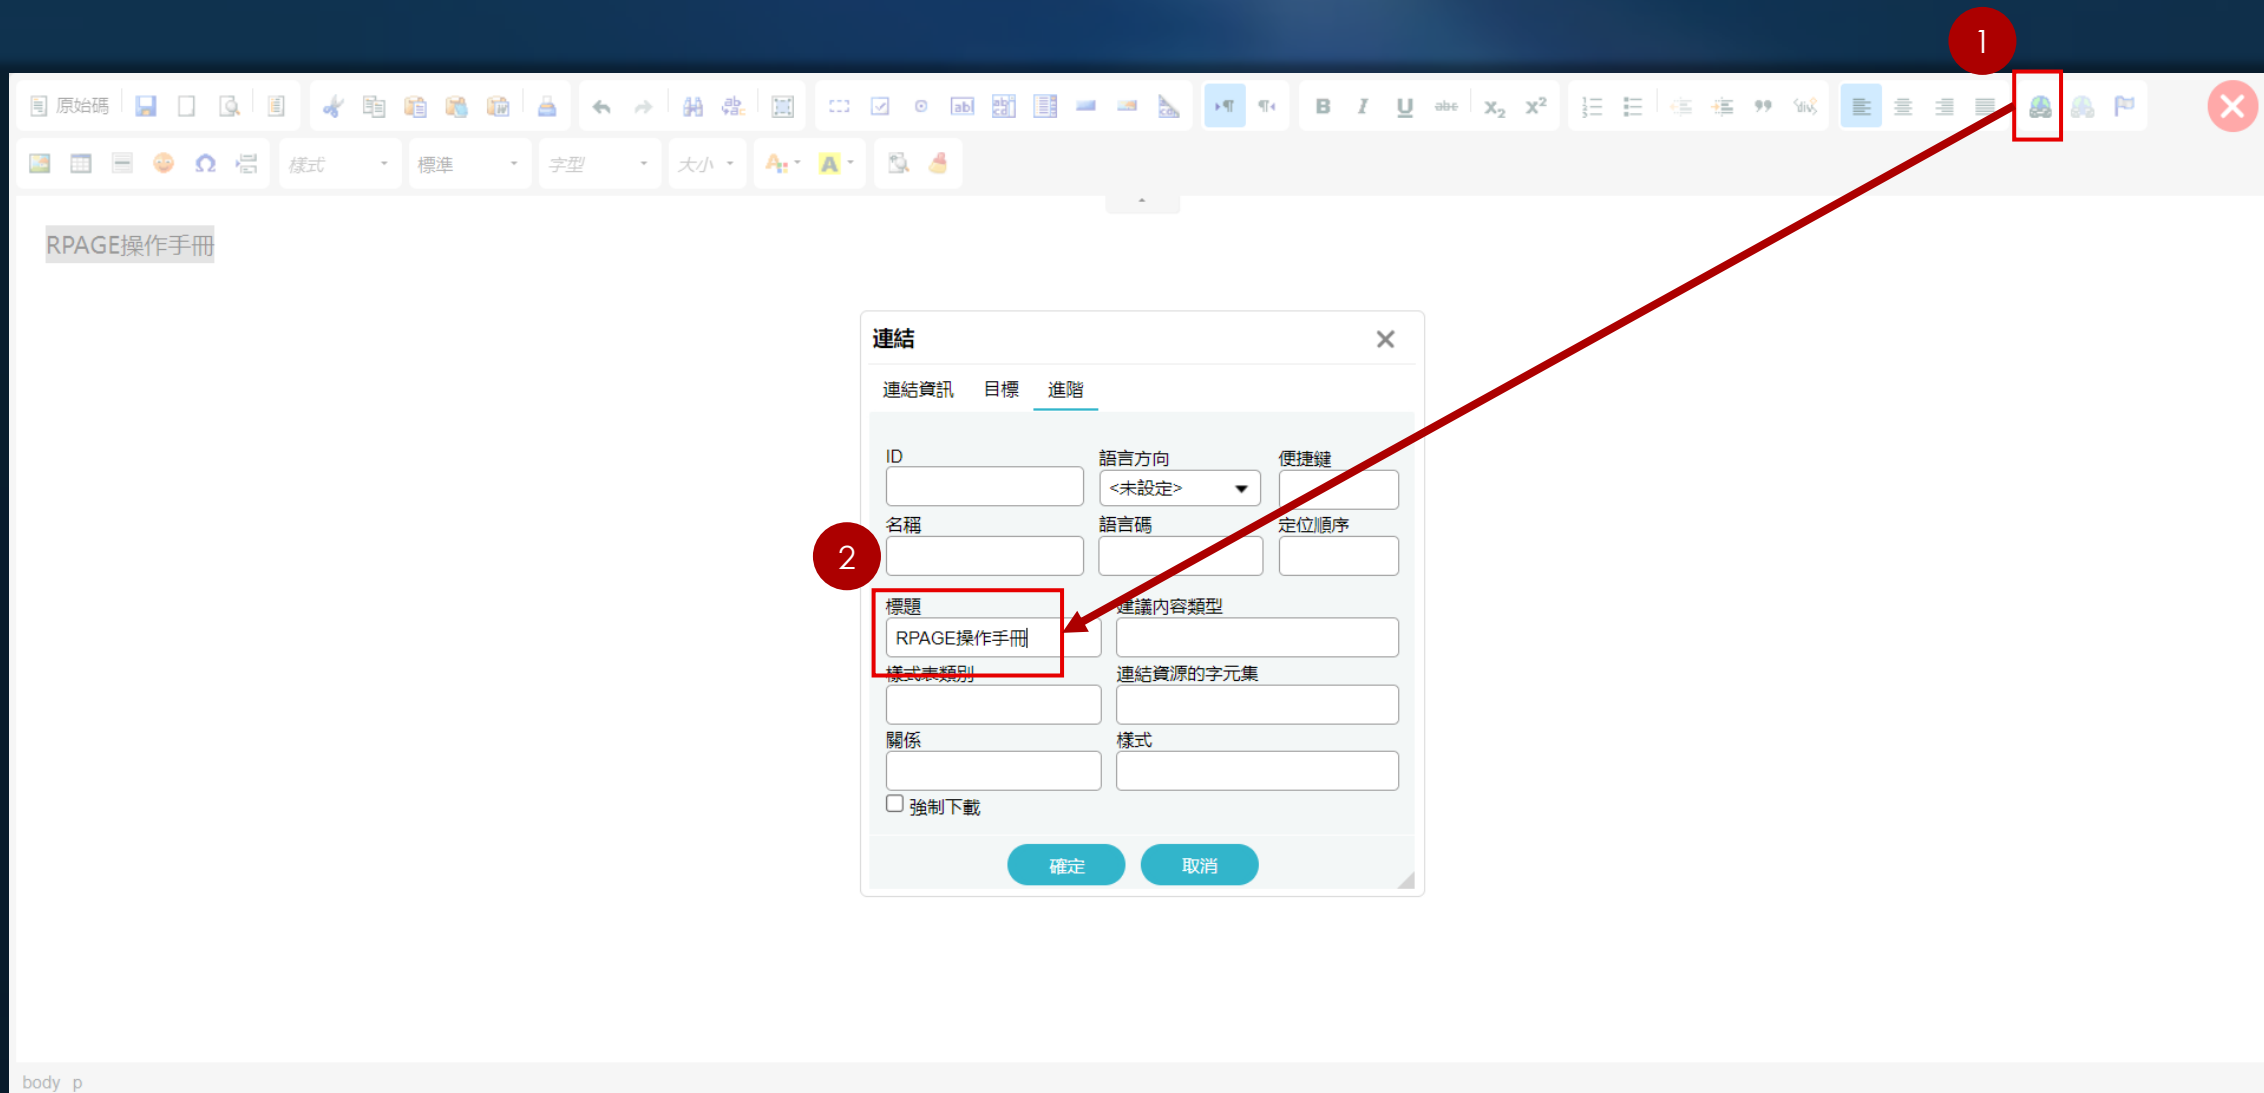 1
原始碼
B I U abc X₂ X²
樣式
標準
字型
大小
RPAGE操作手冊
連結
連結資訊 目標 進階
ID
語言方向
便捷鍵
<未設定>
名稱
語言碼
定位順序
2
標題
建議內容類型
RPAGE操作手冊
樣式表類別
連結資源的字元集
關係
樣式
強制下載
確定
取消
body p